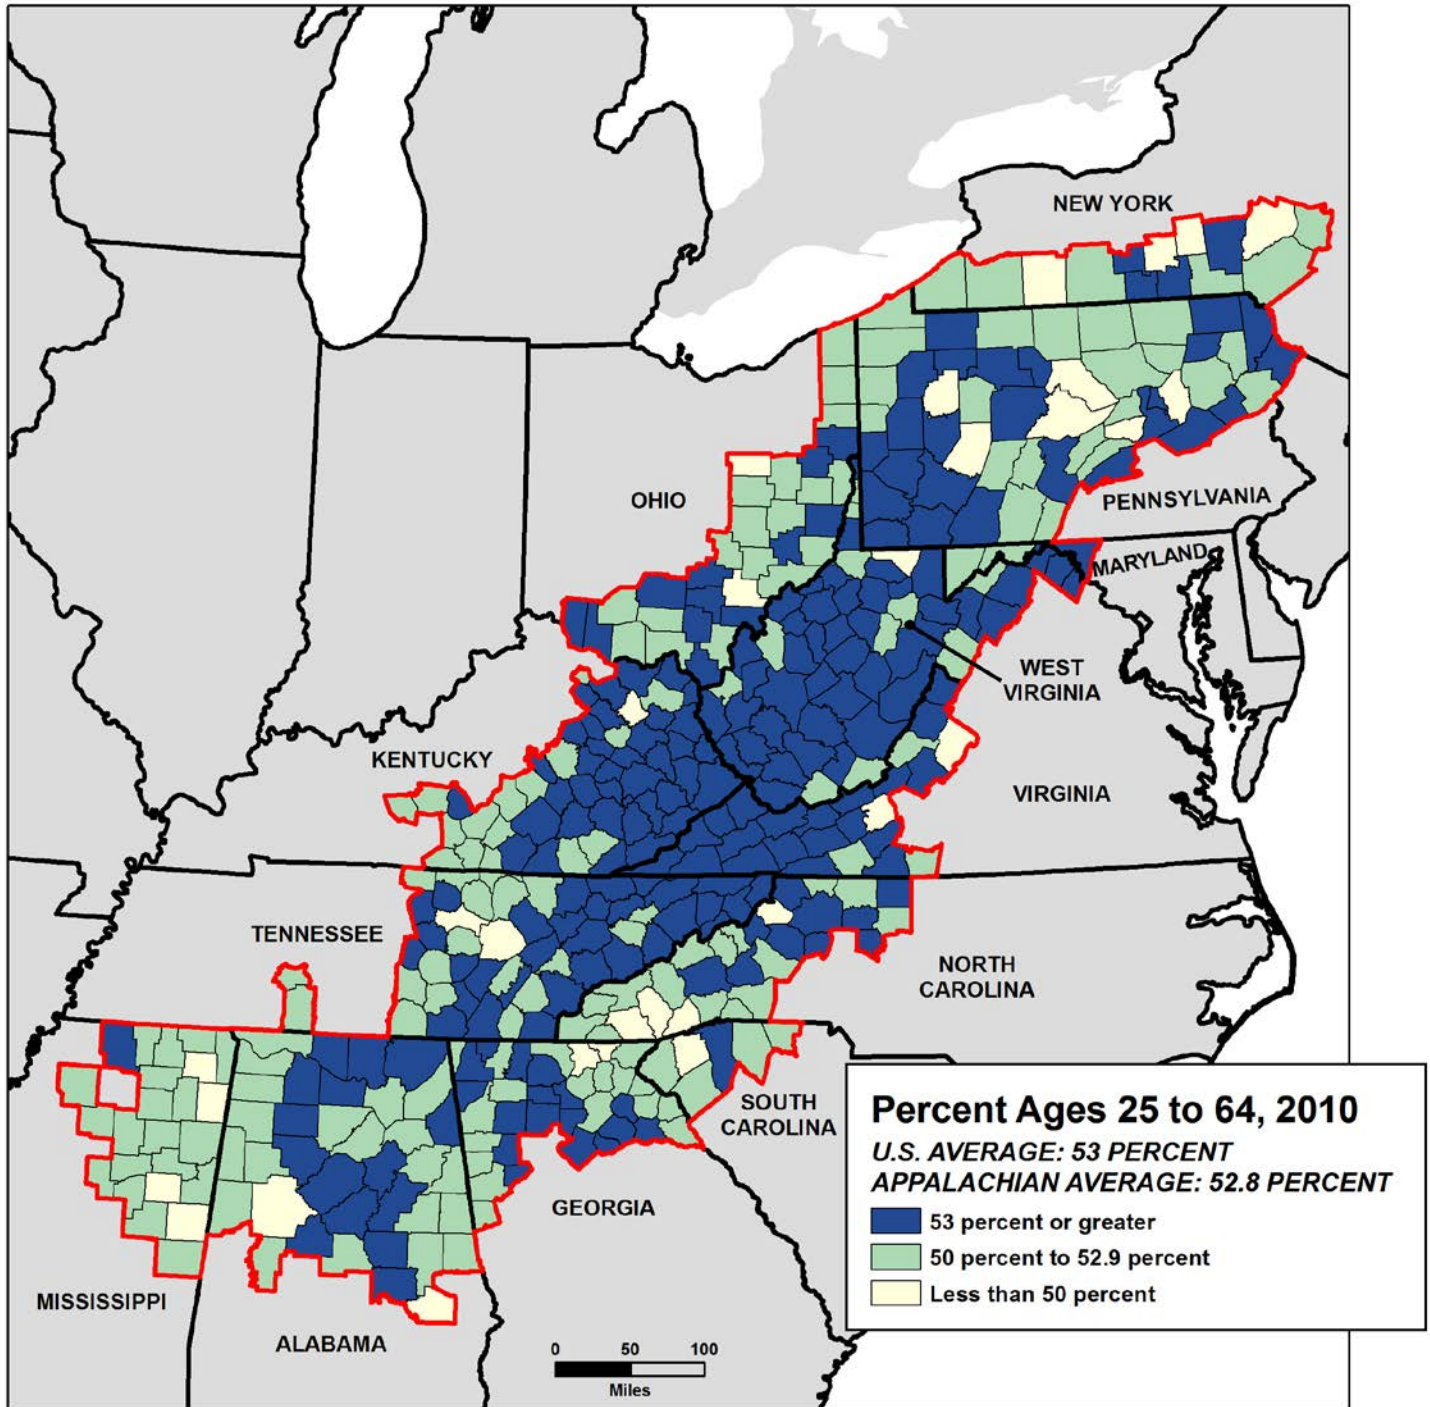 NEW YORK
OHIO
PENNSYLVANIA
MARYLAND
WEST
VIRGINIA
KENTUCKY
VIRGINIA
TENNESSEE
NORTH
CAROLINA
SOUTH
CAROLINA
GEORGIA
MISSISSIPPI
ALABAMA
0 50 100
Miles
Percent Ages 25 to 64, 2010
U.S. AVERAGE: 53 PERCENT
APPALACHIAN AVERAGE: 52.8 PERCENT
53 percent or greater
50 percent to 52.9 percent
Less than 50 percent